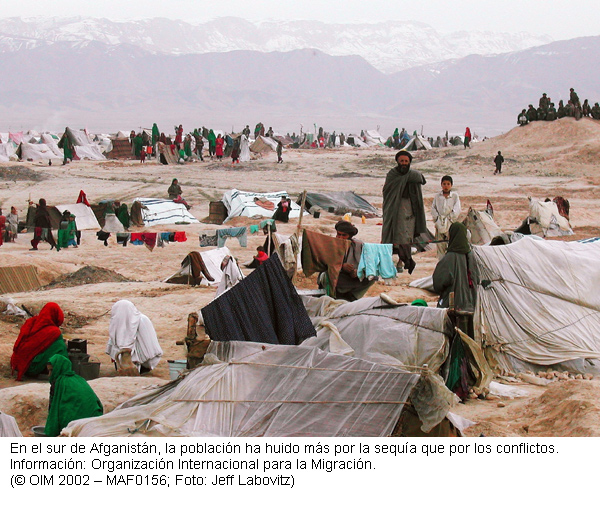 En el sur de Afganistán, la población ha huido más por la sequía que por los conflictos.
Información: Organización Internacional para la Migración.
(© OIM 2002 – MAF0156; Foto: Jeff Labovitz)